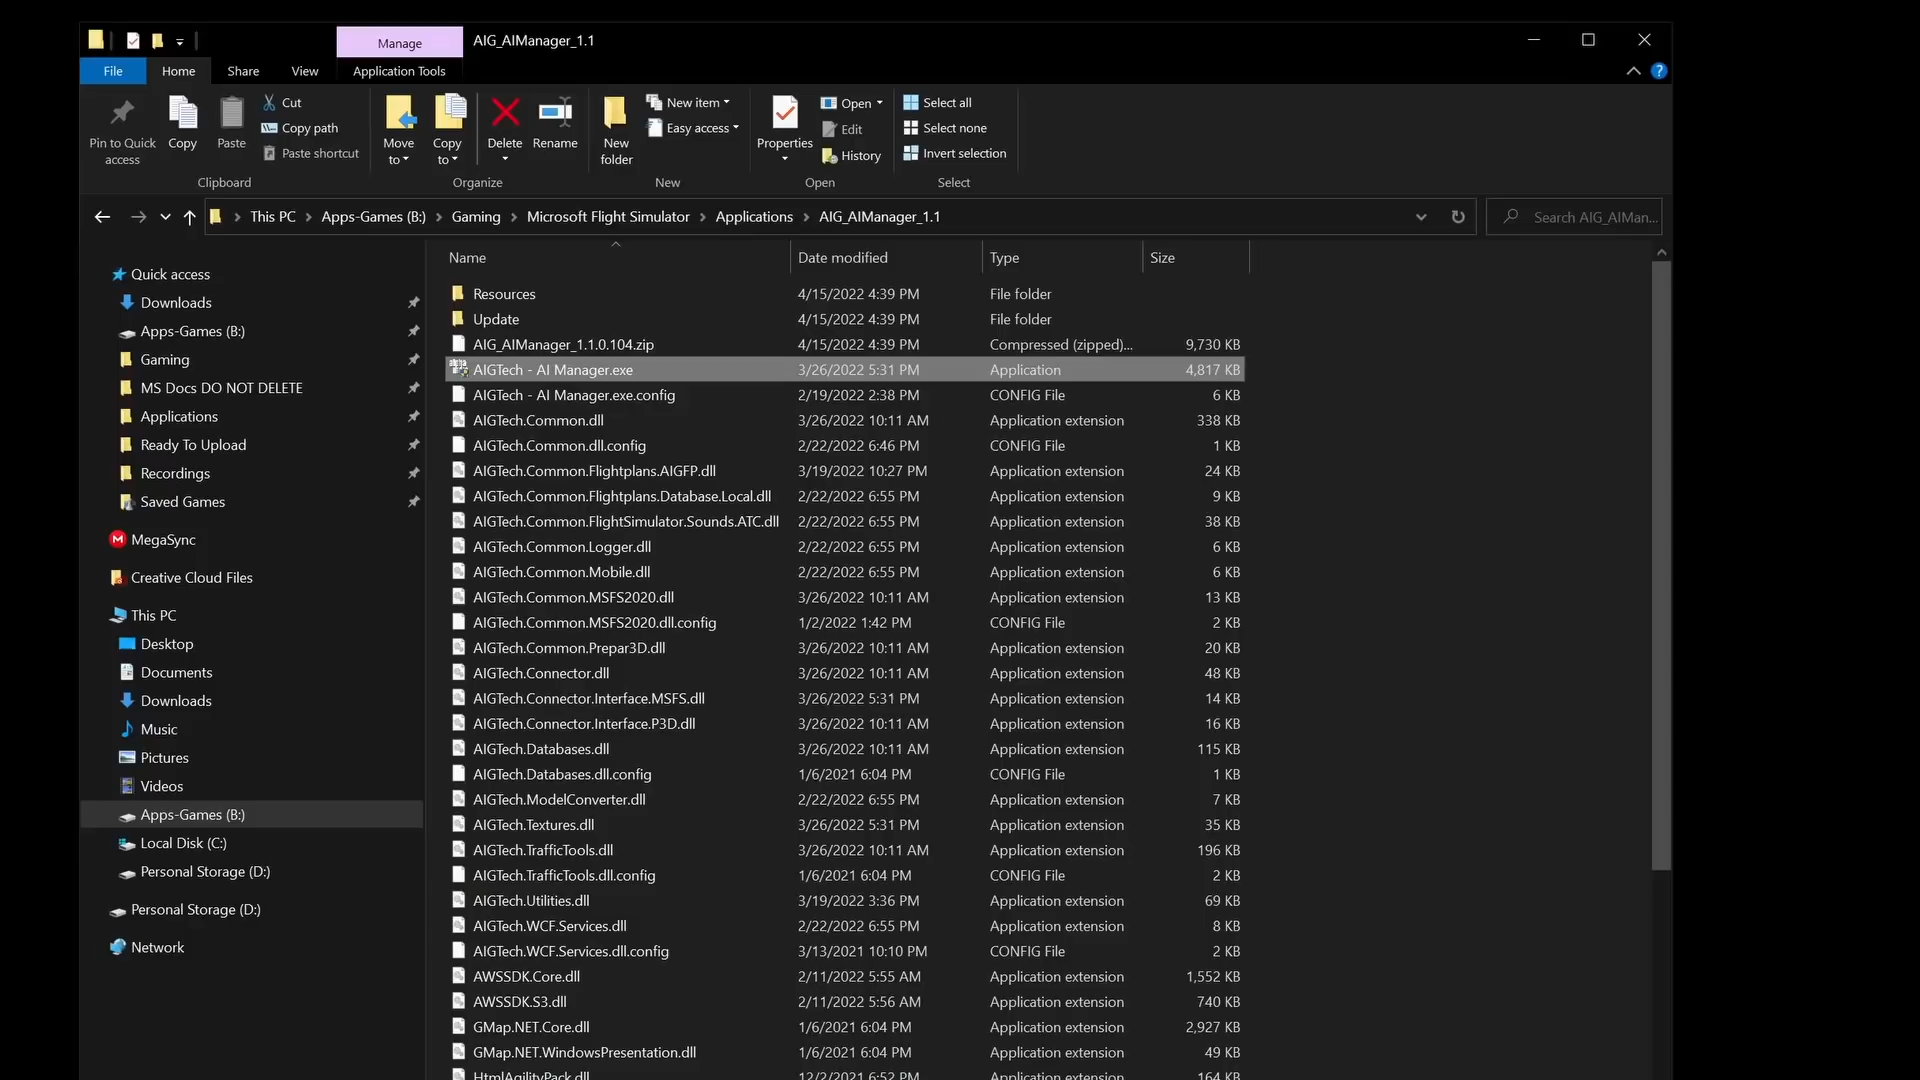 Manage
AIG_AIManager_1.1
File
Home
Share
View
Application Tools
Pin to Quick access
Copy
Paste
Cut
Copy path
Paste shortcut
Clipboard
Move to
Copy to
Delete
Rename
Organize
New folder
New item
Easy access
New
Properties
Open
Edit
History
Open
Select all
Select none
Invert selection
Select
This PC > Apps-Games (B:) > Gaming > Microsoft Flight Simulator > Applications > AIG_AIManager_1.1
Search AIG_AIMan...
Quick access
Downloads
Apps-Games (B:)
Gaming
MS Docs DO NOT DELETE
Applications
Ready To Upload
Recordings
Saved Games
MegaSync
Creative Cloud Files
This PC
Desktop
Documents
Downloads
Music
Pictures
Videos
Apps-Games (B:)
Local Disk (C:)
Personal Storage (D:)
Personal Storage (D:)
Network
Name Date modified Type Size
Resources 4/15/2022 4:39 PM File folder
Update 4/15/2022 4:39 PM File folder
AIG_AIManager_1.1.0.104.zip 4/15/2022 4:39 PM Compressed (zipped)... 9,730 KB
AIGTech - AI Manager.exe 3/26/2022 5:31 PM Application 4,817 KB
AIGTech - AI Manager.exe.config 2/19/2022 2:38 PM CONFIG File 6 KB
AIGTech.Common.dll 3/26/2022 10:11 AM Application extension 338 KB
AIGTech.Common.dll.config 2/22/2022 6:46 PM CONFIG File 1 KB
AIGTech.Common.Flightplans.AIGFP.dll 3/19/2022 10:27 PM Application extension 24 KB
AIGTech.Common.Flightplans.Database.Local.dll 2/22/2022 6:55 PM Application extension 9 KB
AIGTech.Common.FlightSimulator.Sounds.ATC.dll 2/22/2022 6:55 PM Application extension 38 KB
AIGTech.Common.Logger.dll 2/22/2022 6:55 PM Application extension 6 KB
AIGTech.Common.Mobile.dll 2/22/2022 6:55 PM Application extension 6 KB
AIGTech.Common.MSFS2020.dll 3/26/2022 10:11 AM Application extension 13 KB
AIGTech.Common.MSFS2020.dll.config 1/2/2022 1:42 PM CONFIG File 2 KB
AIGTech.Common.Prepar3D.dll 3/26/2022 10:11 AM Application extension 20 KB
AIGTech.Connector.dll 3/26/2022 10:11 AM Application extension 48 KB
AIGTech.Connector.Interface.MSFS.dll 3/26/2022 5:31 PM Application extension 14 KB
AIGTech.Connector.Interface.P3D.dll 3/26/2022 10:11 AM Application extension 16 KB
AIGTech.Databases.dll 3/26/2022 10:11 AM Application extension 115 KB
AIGTech.Databases.dll.config 1/6/2021 6:04 PM CONFIG File 1 KB
AIGTech.ModelConverter.dll 2/22/2022 6:55 PM Application extension 7 KB
AIGTech.Textures.dll 3/26/2022 5:31 PM Application extension 35 KB
AIGTech.TrafficTools.dll 3/26/2022 10:11 AM Application extension 196 KB
AIGTech.TrafficTools.dll.config 1/6/2021 6:04 PM CONFIG File 2 KB
AIGTech.Utilities.dll 3/19/2022 3:36 PM Application extension 69 KB
AIGTech.WCF.Services.dll 2/22/2022 6:55 PM Application extension 8 KB
AIGTech.WCF.Services.dll.config 3/13/2021 10:10 PM CONFIG File 2 KB
AWSSDK.Core.dll 2/11/2022 5:55 AM Application extension 1,552 KB
AWSSDK.S3.dll 2/11/2022 5:56 AM Application extension 740 KB
GMap.NET.Core.dll 1/6/2021 6:04 PM Application extension 2,927 KB
GMap.NET.WindowsPresentation.dll 1/6/2021 6:04 PM Application extension 49 KB
HtmlAgilityPack.dll 12/2/2021 6:52 PM Application extension 164 KB